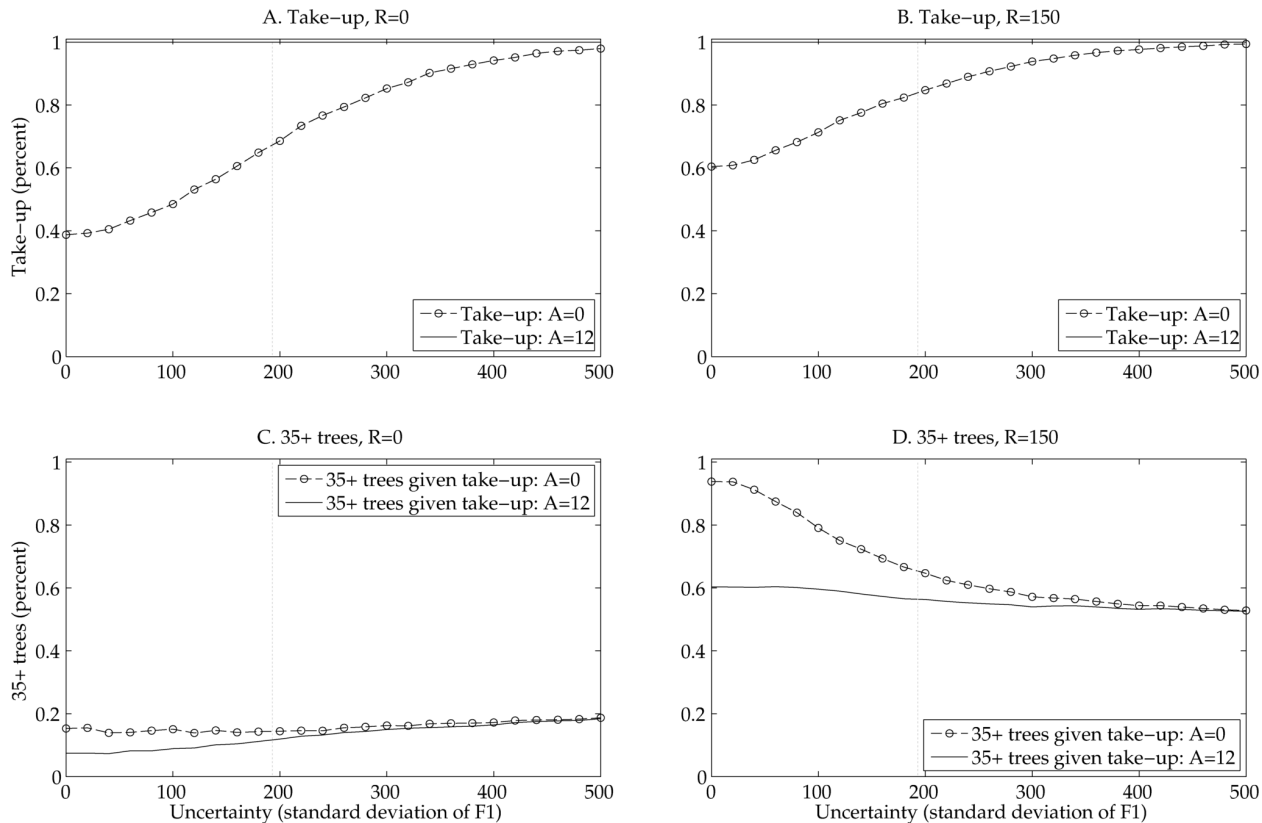 A. Take−up, R=0
1
0.8
0.6
0.4
0.2
0
Take−up (percent)
0 100 200 300 400 500
Take−up: A=0
Take−up: A=12
B. Take−up, R=150
1
0.8
0.6
0.4
0.2
0
0 100 200 300 400 500
Take−up: A=0
Take−up: A=12
C. 35+ trees, R=0
1
0.8
0.6
0.4
0.2
0
35+ trees (percent)
0 100 200 300 400 500
Uncertainty (standard deviation of F1)
35+ trees given take−up: A=0
35+ trees given take−up: A=12
D. 35+ trees, R=150
1
0.8
0.6
0.4
0.2
0
0 100 200 300 400 500
Uncertainty (standard deviation of F1)
35+ trees given take−up: A=0
35+ trees given take−up: A=12